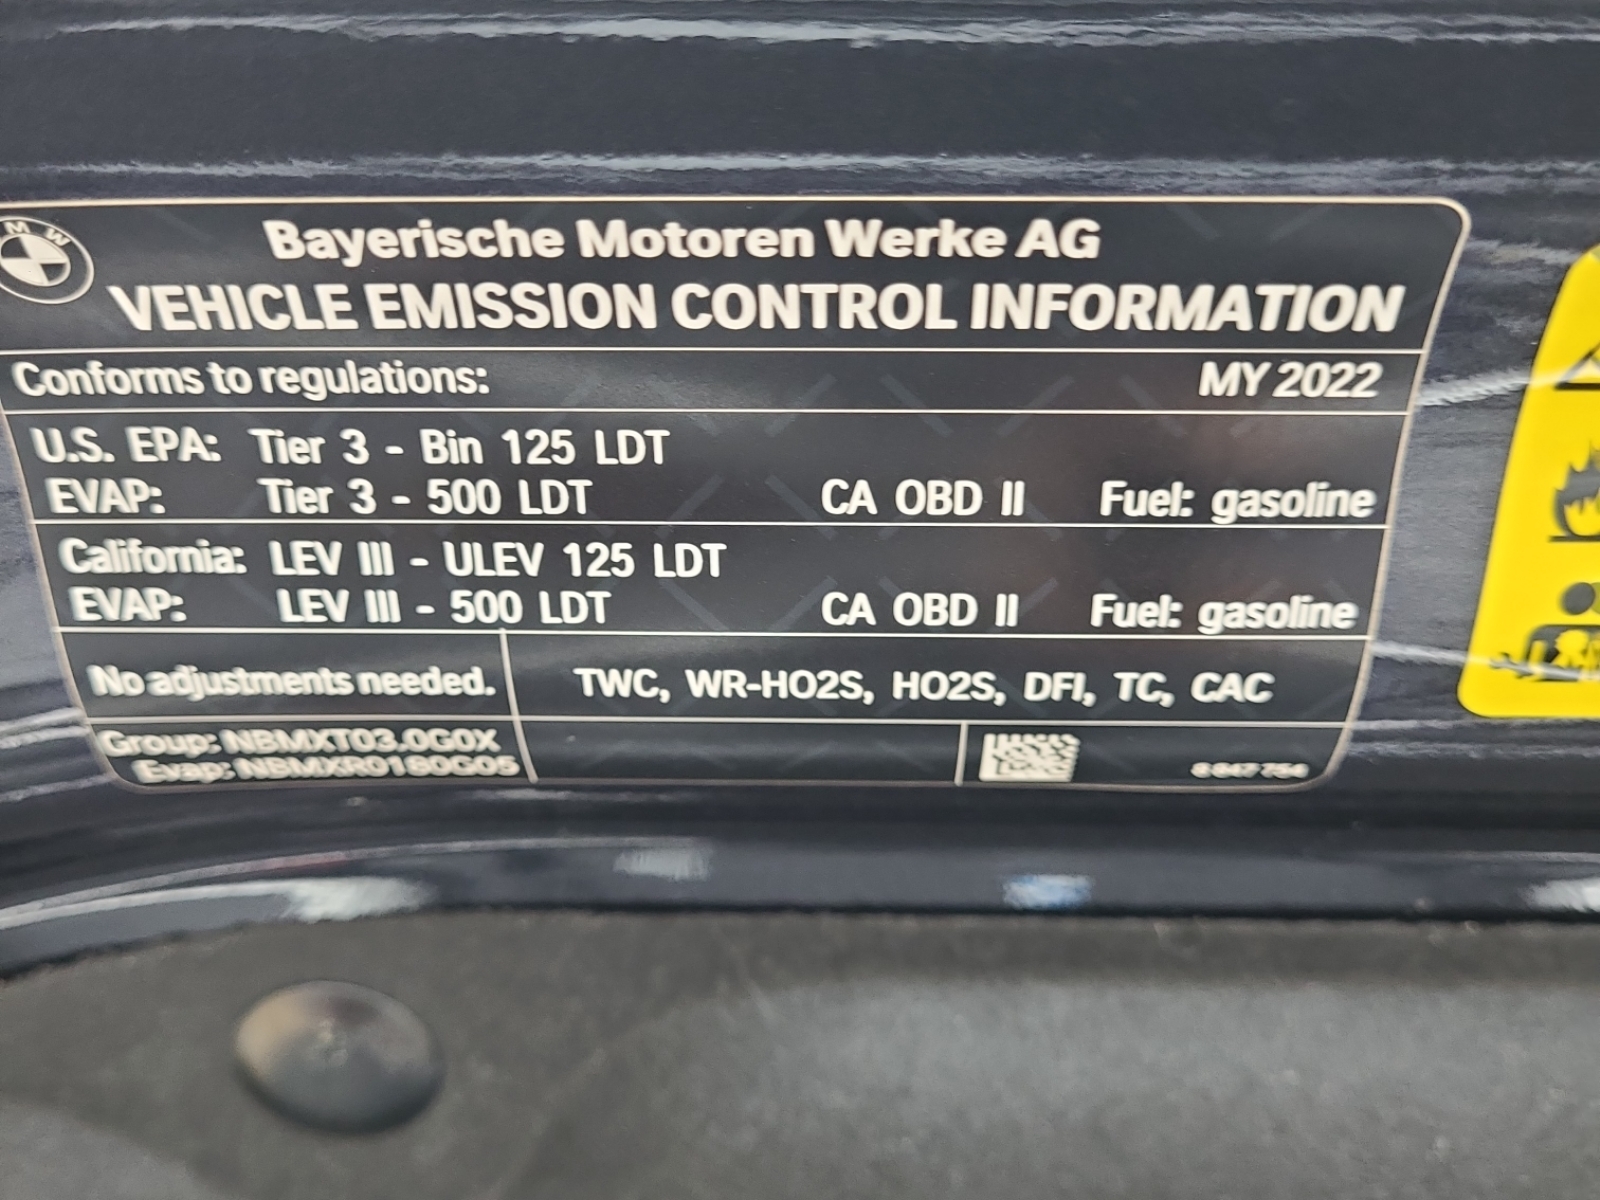 BMW
Bayerische Motoren Werke AG
VEHICLE EMISSION CONTROL INFORMATION
Conforms to regulations: MY 2022
U.S. EPA: Tier 3 - Bin 125 LDT
EVAP: Tier 3 - 500 LDT CA OBD II Fuel: gasoline
California: LEV III - ULEV 125 LDT
EVAP: LEV III - 500 LDT CA OBD II Fuel: gasoline
No adjustments needed. TWC, WR-HO2S, HO2S, DFI, TC, CAC
Group: NBMXT03.0G0X
Evap: NBMXR0180G05 8 847 754